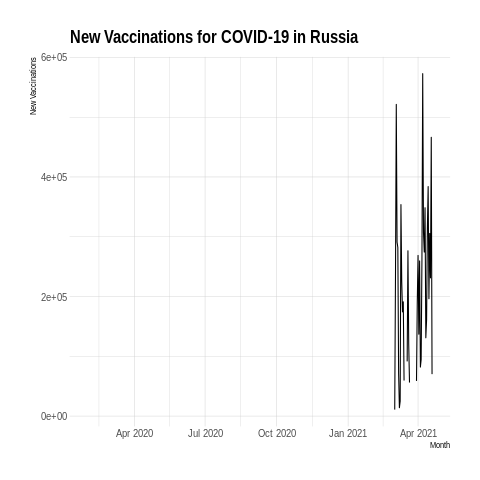 New Vaccinations for COVID-19 in Russia
6e+05
New Vaccinations
4e+05
2e+05
0e+00
Apr 2020 Jul 2020 Oct 2020 Jan 2021 Apr 2021
Month